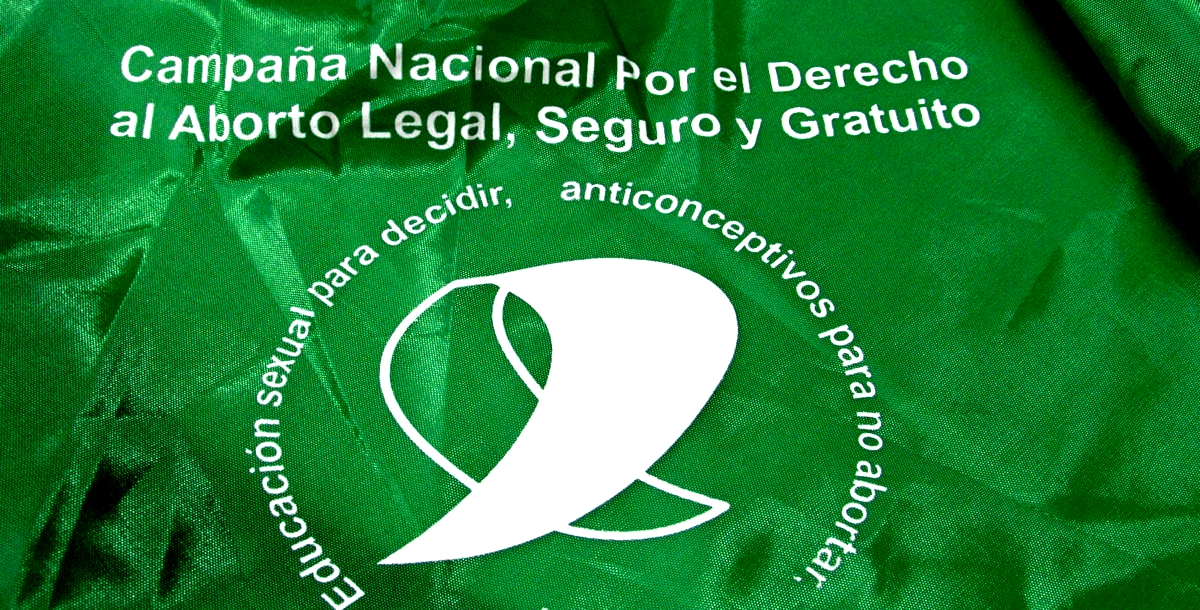 Campaña Nacional Por el Derecho
al Aborto Legal, Seguro y Gratuito
Educación sexual para decidir, anticonceptivos para no abortar,